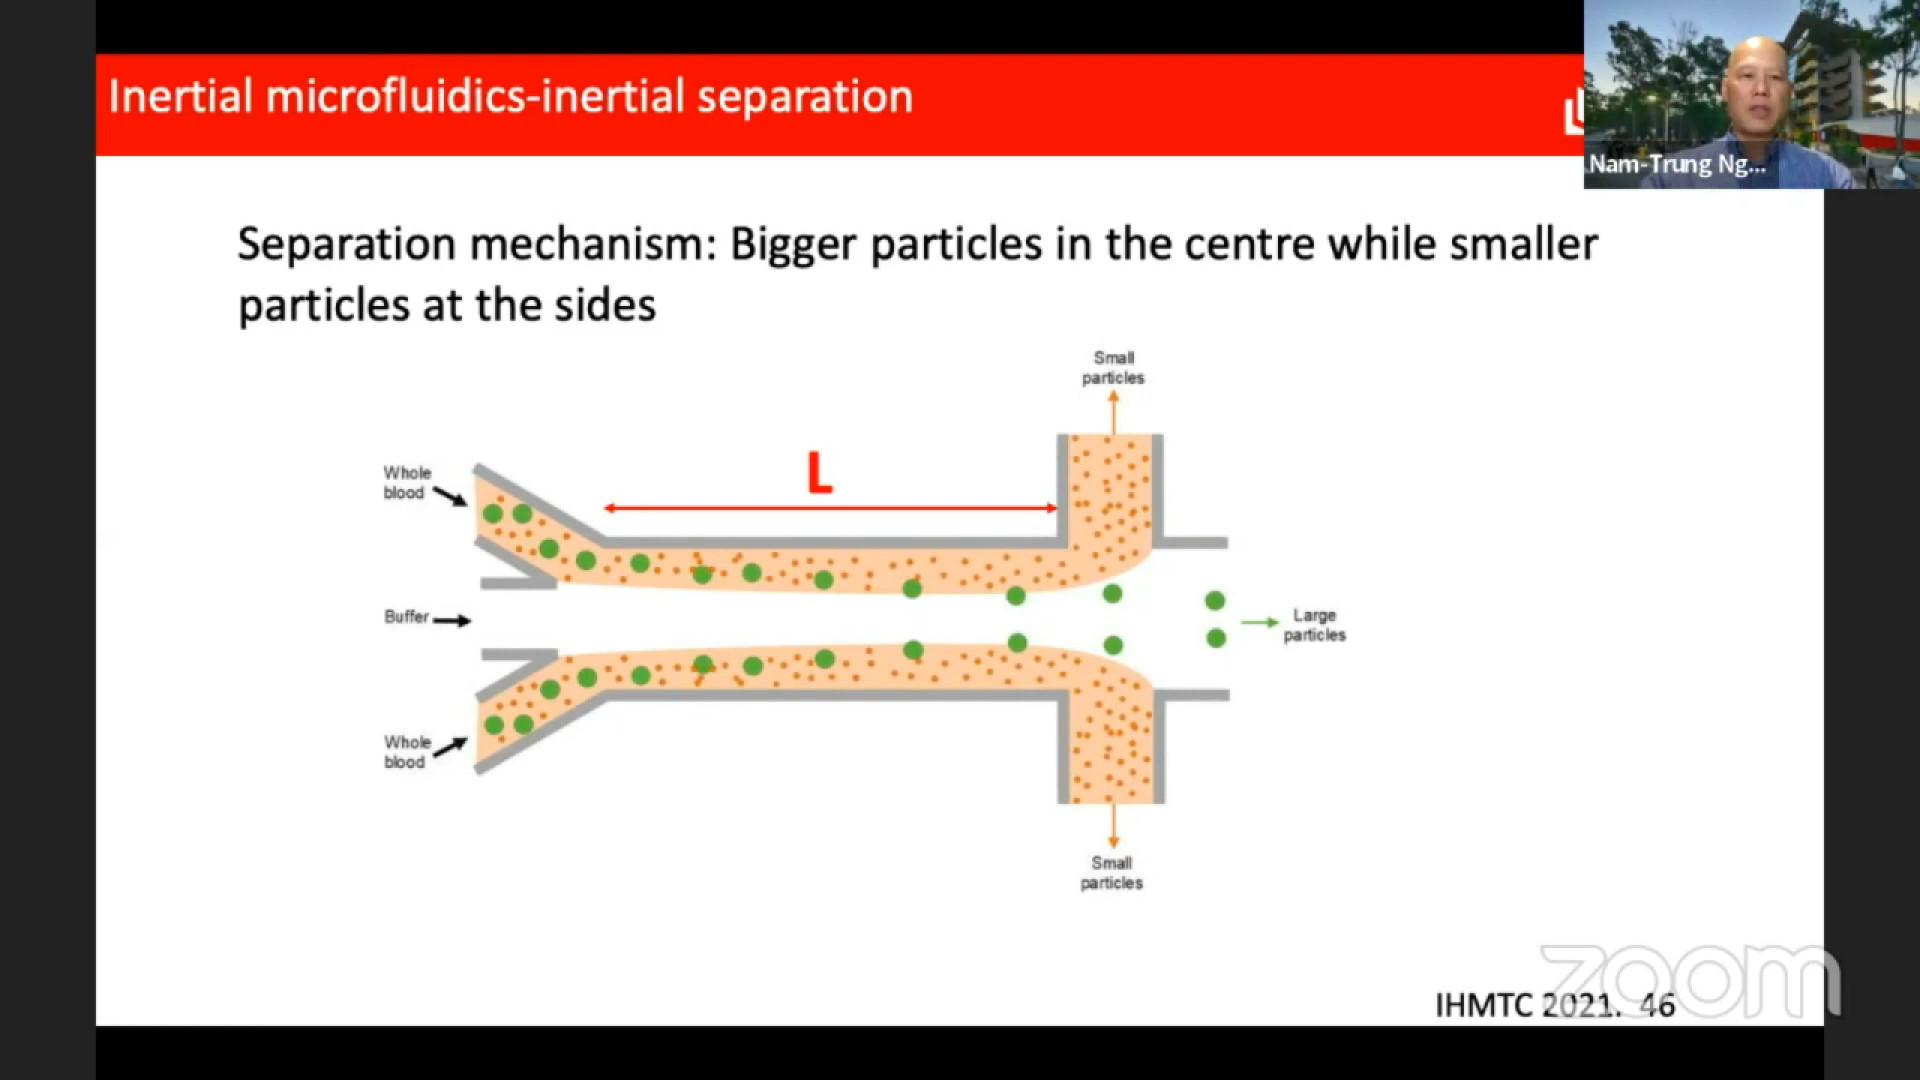 Inertial microfluidics-inertial separation
Nam-Trung Ng...
Separation mechanism: Bigger particles in the centre while smaller
particles at the sides
Small
particles
L
Whole
blood
Buffer
Large
particles
Whole
blood
Small
particles
zoom
IHMTC 2021. 46